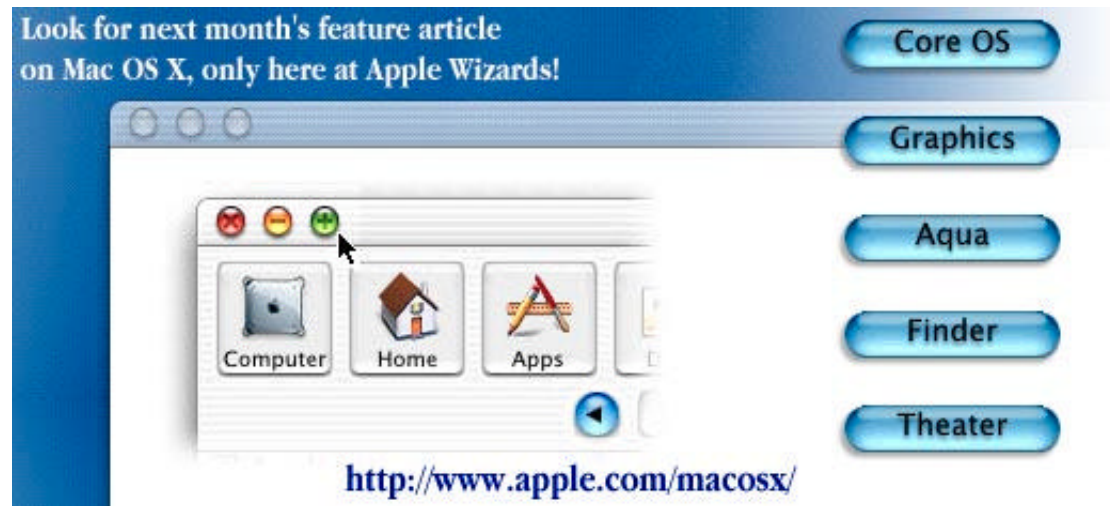 Look for next month's feature article
on Mac OS X, only here at Apple Wizards!
Core OS
Graphics
Aqua
Finder
Theater
Computer
Home
Apps
http://www.apple.com/macosx/